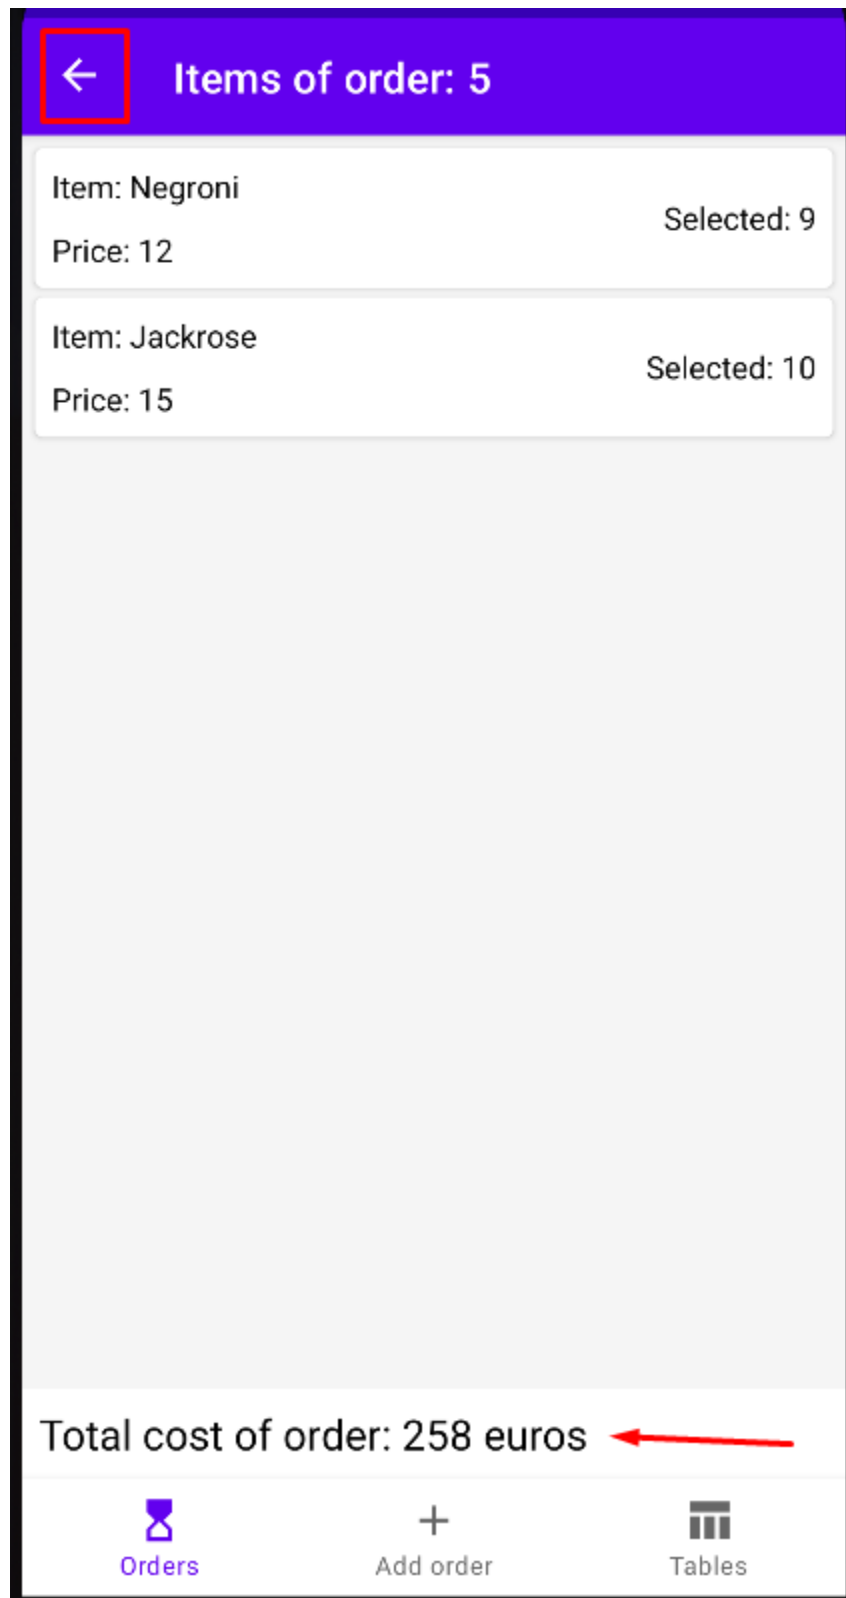 Items of order: 5
Item: Negroni
Selected: 9
Price: 12
Item: Jackrose
Selected: 10
Price: 15
Total cost of order: 258 euros
Orders
Add order
Tables